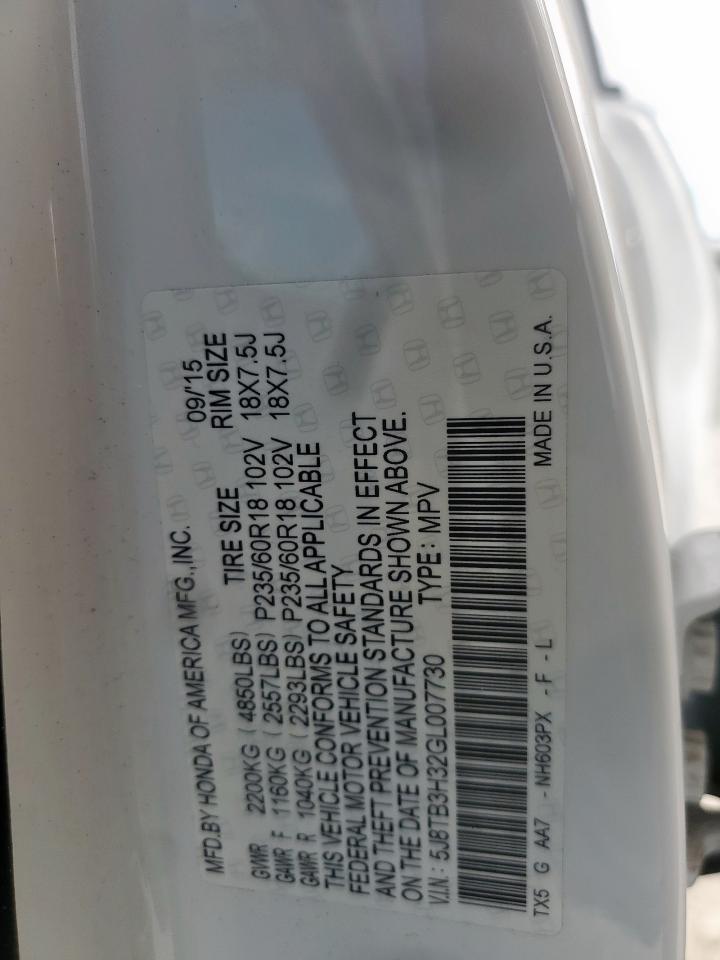 MFD.BY HONDA OF AMERICA MFG.,INC. 09/'15
TIRE SIZE RIM SIZE
GVWR 2200KG (4850LBS)
GAWR F 1160KG (2557LBS) P235/60R18 102V 18X7.5J
GAWR R 1040KG (2293LBS) P235/60R18 102V 18X7.5J
THIS VEHICLE CONFORMS TO ALL APPLICABLE
FEDERAL MOTOR VEHICLE SAFETY
AND THEFT PREVENTION STANDARDS IN EFFECT
ON THE DATE OF MANUFACTURE SHOWN ABOVE.
V.I.N.: 5J8TB3H32GL007730 TYPE: MPV
TX5 G AA7 -NH603PX -F-L MADE IN U.S.A.